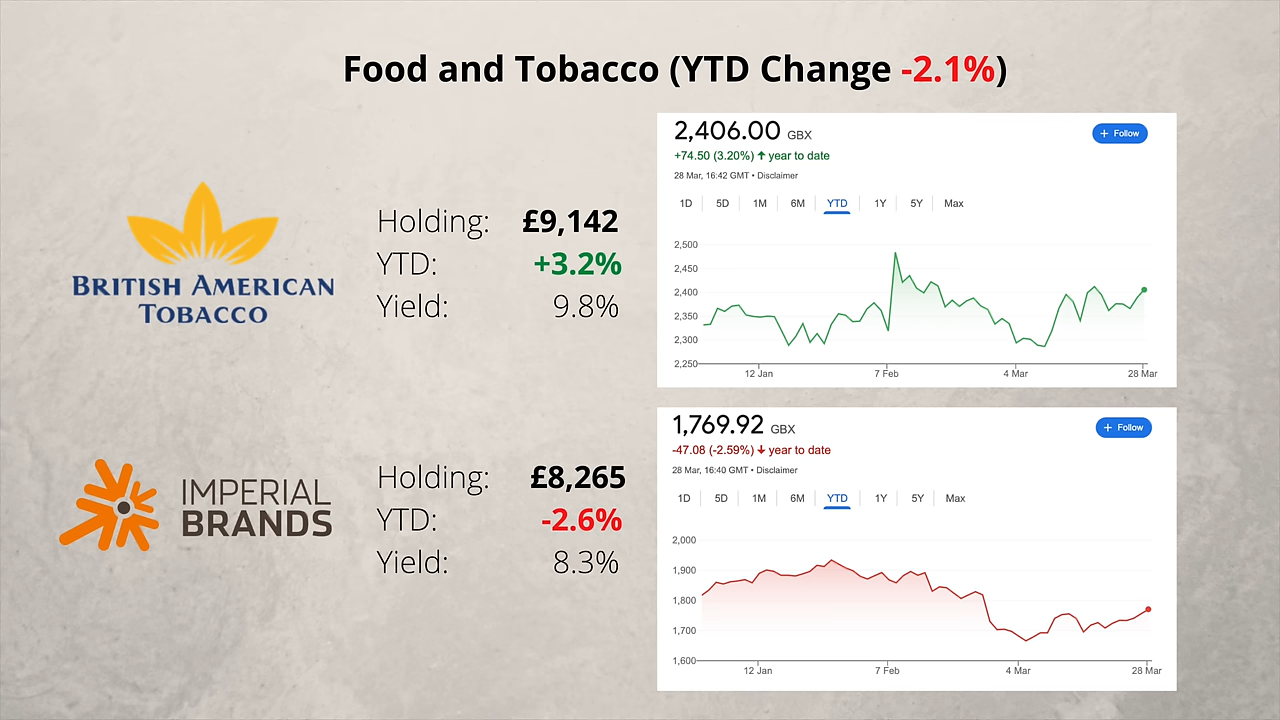 Food and Tobacco (YTD Change -2.1%)
BRITISH AMERICAN
TOBACCO
Holding: £9,142
YTD: +3.2%
Yield: 9.8%
2,406.00 GBX
+ Follow
+74.50 (3.20%) ↑ year to date
28 Mar, 16:42 GMT • Disclaimer
1D 5D 1M 6M YTD 1Y 5Y Max
2,500
2,450
2,400
2,350
2,300
2,250
12 Jan 7 Feb 4 Mar 28 Mar
IMPERIAL
BRANDS
Holding: £8,265
YTD: -2.6%
Yield: 8.3%
1,769.92 GBX
+ Follow
-47.08 (-2.59%) ↓ year to date
28 Mar, 16:40 GMT • Disclaimer
1D 5D 1M 6M YTD 1Y 5Y Max
2,000
1,900
1,800
1,700
1,600
12 Jan 7 Feb 4 Mar 28 Mar